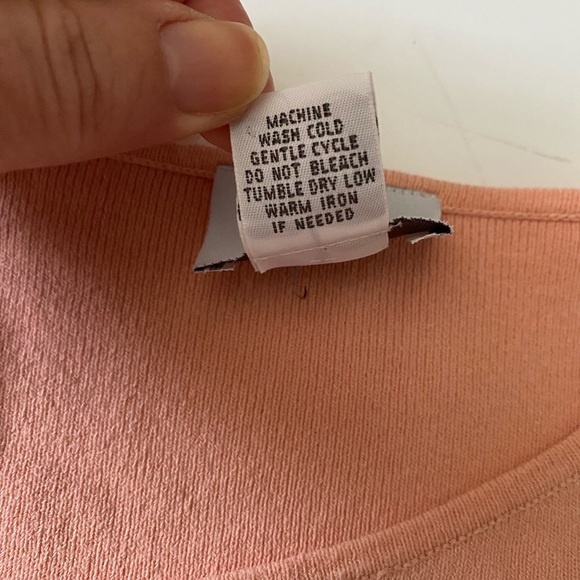 MACHINE
WASH COLD
GENTLE CYCLE
DO NOT BLEACH
TUMBLE DRY LOW
WARM IRON
IF NEEDED